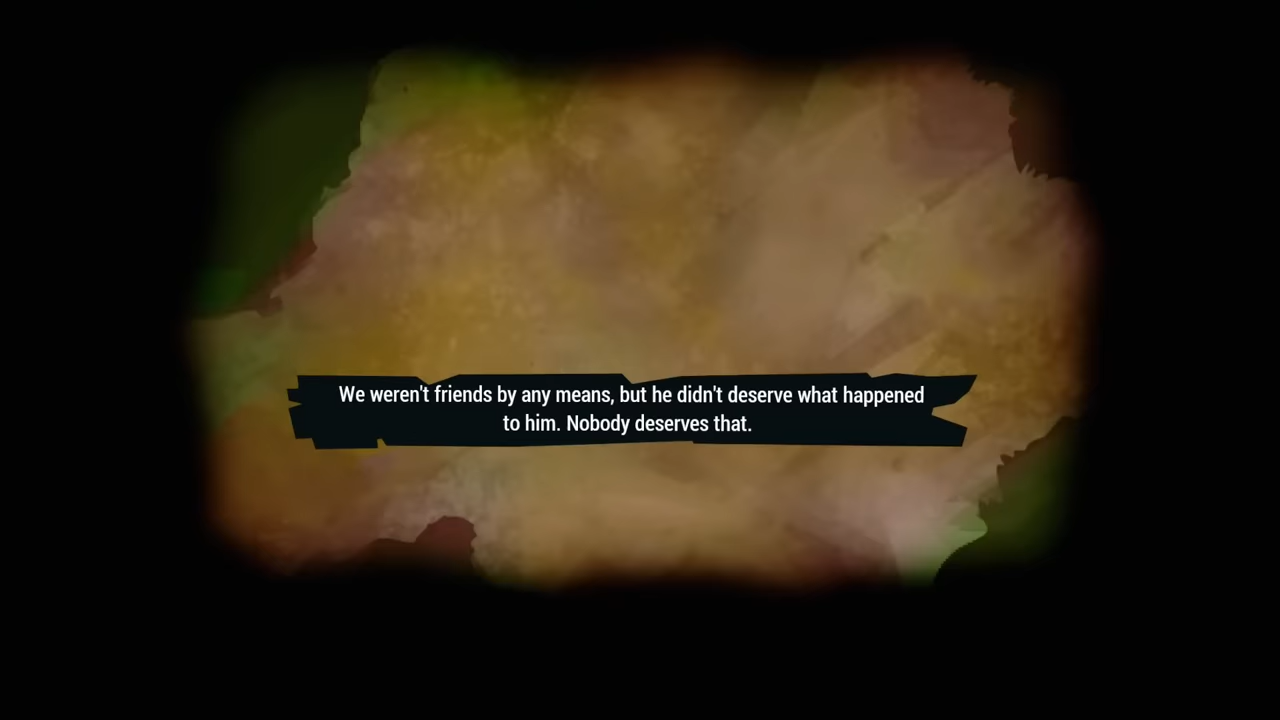 We weren't friends by any means, but he didn't deserve what happened
to him. Nobody deserves that.